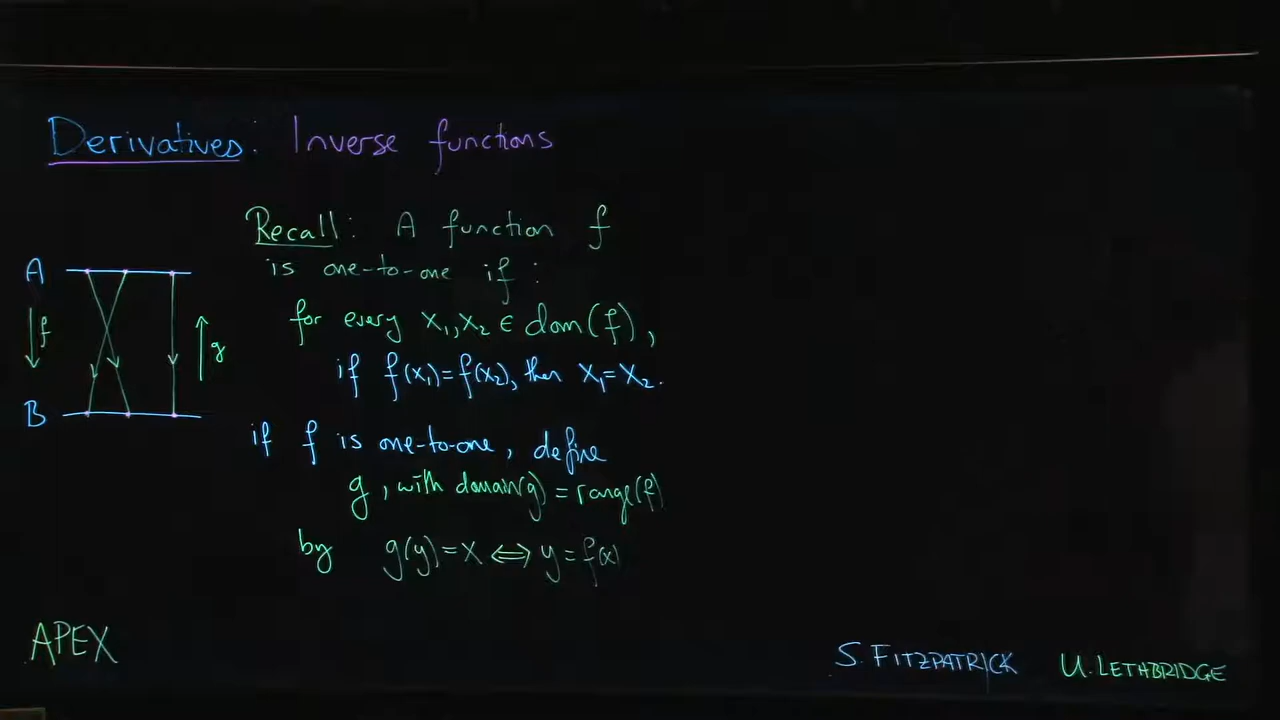 Derivatives: Inverse functions
Recall: A function f
is one-to-one if:
for every x₁,x₂ ∈ dom(f),
if f(x₁)=f(x₂), then x₁=x₂.
if f is one-to-one, define
g, with domain(g) = range(f)
by g(y)=x ⟺ y=f(x)
A
f
g
B
APEX
S. FITZPATRICK U. LETHBRIDGE